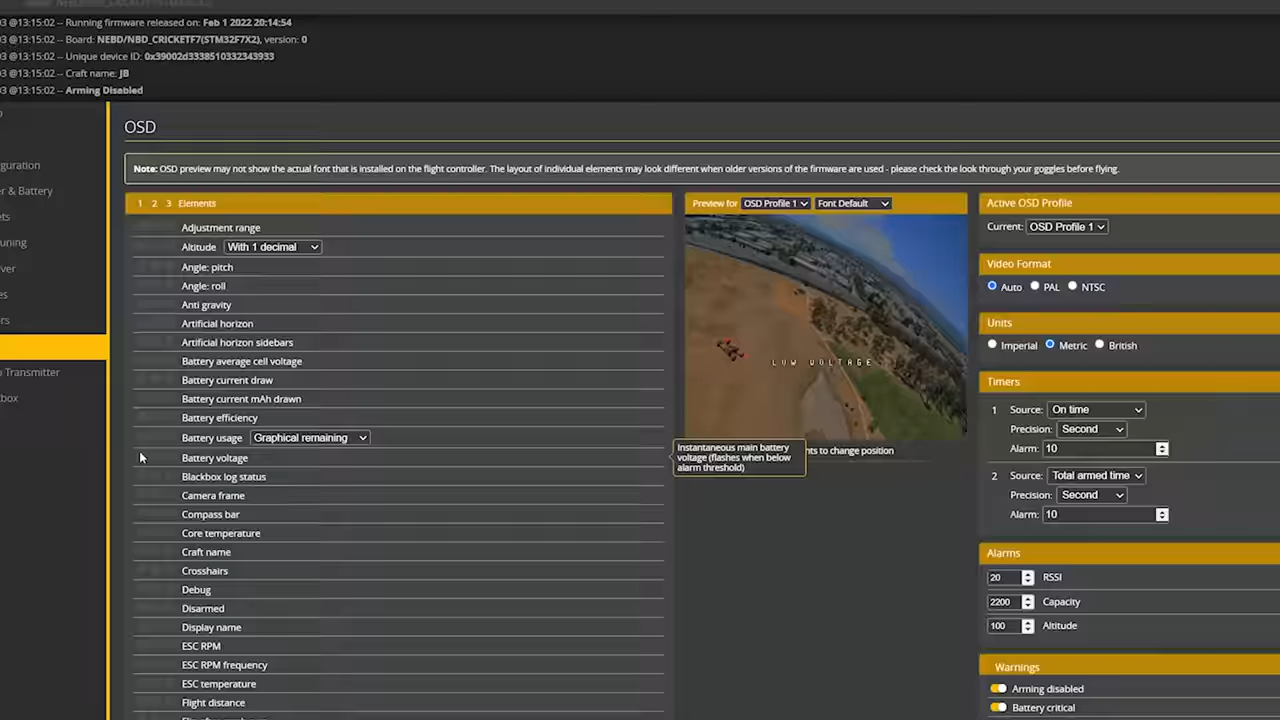 03 @13:15:02 -- Running firmware released on: Feb 1 2022 20:14:54
03 @13:15:02 -- Board: NEBD/NBD_CRICKETF7(STM32F7X2), version: 0
03 @13:15:02 -- Unique device ID: 0x39002d3338510332343933
03 @13:15:02 -- Craft name: JB
03 @13:15:02 -- Arming Disabled
guration
er & Battery
ets
uning
ver
es
ors
o Transmitter
box
OSD
Note: OSD preview may not show the actual font that is installed on the flight controller. The layout of individual elements may look different when older versions of the firmware are used - please check the look through your goggles before flying.
1 2 3 Elements
Adjustment range
Altitude With 1 decimal
Angle: pitch
Angle: roll
Anti gravity
Artificial horizon
Artificial horizon sidebars
Battery average cell voltage
Battery current draw
Battery current mAh drawn
Battery efficiency
Battery usage Graphical remaining
Battery voltage
Blackbox log status
Camera frame
Compass bar
Core temperature
Craft name
Crosshairs
Debug
Disarmed
Display name
ESC RPM
ESC RPM frequency
ESC temperature
Flight distance
Preview for OSD Profile 1 Font Default
LOW VOLTAGE
Instantaneous main battery
voltage (flashes when below
alarm threshold)
nts to change position
Active OSD Profile
Current: OSD Profile 1
Video Format
Auto PAL NTSC
Units
Imperial Metric British
Timers
1 Source: On time
Precision: Second
Alarm: 10
2 Source: Total armed time
Precision: Second
Alarm: 10
Alarms
20 RSSI
2200 Capacity
100 Altitude
Warnings
Arming disabled
Battery critical